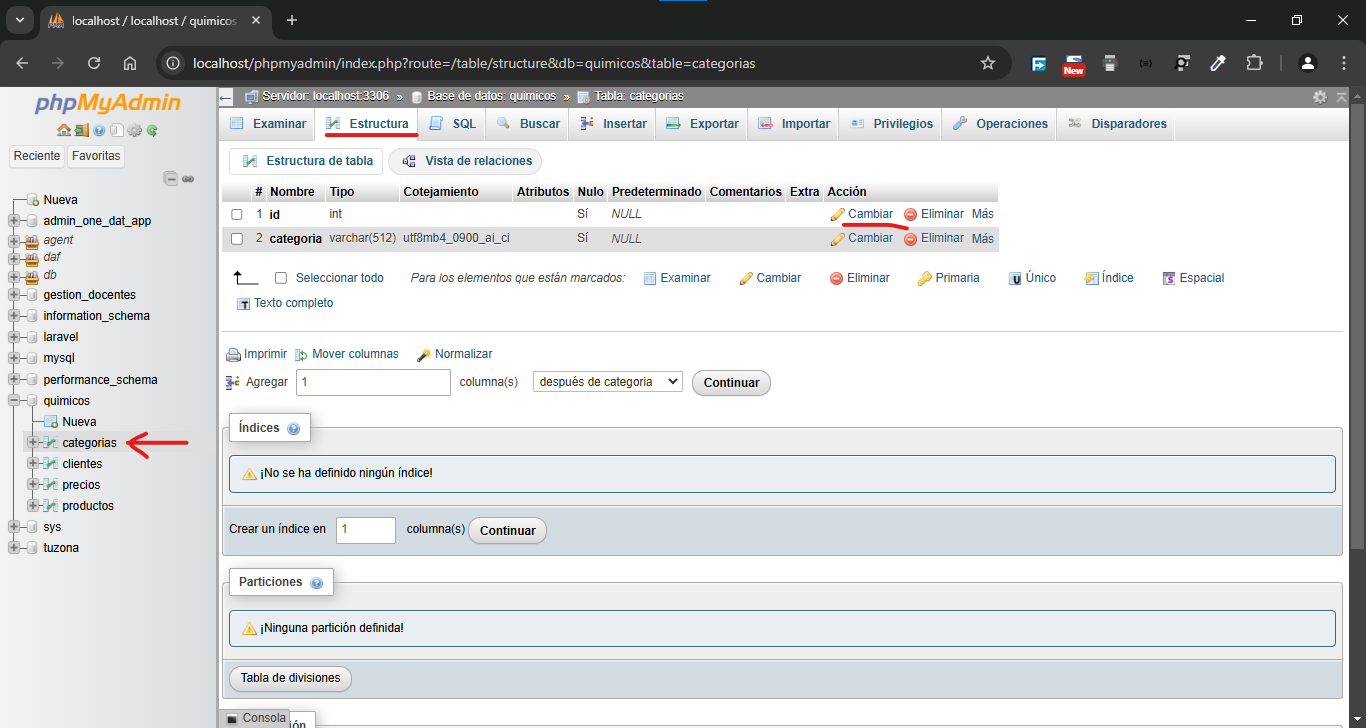 localhost / localhost / quimicos
localhost/phpmyadmin/index.php?route=/table/structure&db=quimicos&table=categorias
New
phpMyAdmin
Reciente Favoritas
Nueva
admin_one_dat_app
agent
daf
db
gestion_docentes
information_schema
laravel
mysql
performance_schema
quimicos
Nueva
categorias
clientes
precios
productos
sys
tuzona
Servidor: localhost:3306 » Base de datos: quimicos » Tabla: categorias
Examinar Estructura SQL Buscar Insertar Exportar Importar Privilegios Operaciones Disparadores
Estructura de tabla Vista de relaciones
# Nombre Tipo Cotejamiento Atributos Nulo Predeterminado Comentarios Extra Acción
1 id int Sí NULL Cambiar Eliminar Más
2 categoria varchar(512) utf8mb4_0900_ai_ci Sí NULL Cambiar Eliminar Más
Seleccionar todo Para los elementos que están marcados: Examinar Cambiar Eliminar Primaria Único Índice Espacial
Texto completo
Imprimir Mover columnas Normalizar
Agregar 1 columna(s) después de categoria Continuar
Índices
¡No se ha definido ningún índice!
Crear un índice en 1 columna(s) Continuar
Particiones
¡Ninguna partición definida!
Tabla de divisiones
Consola